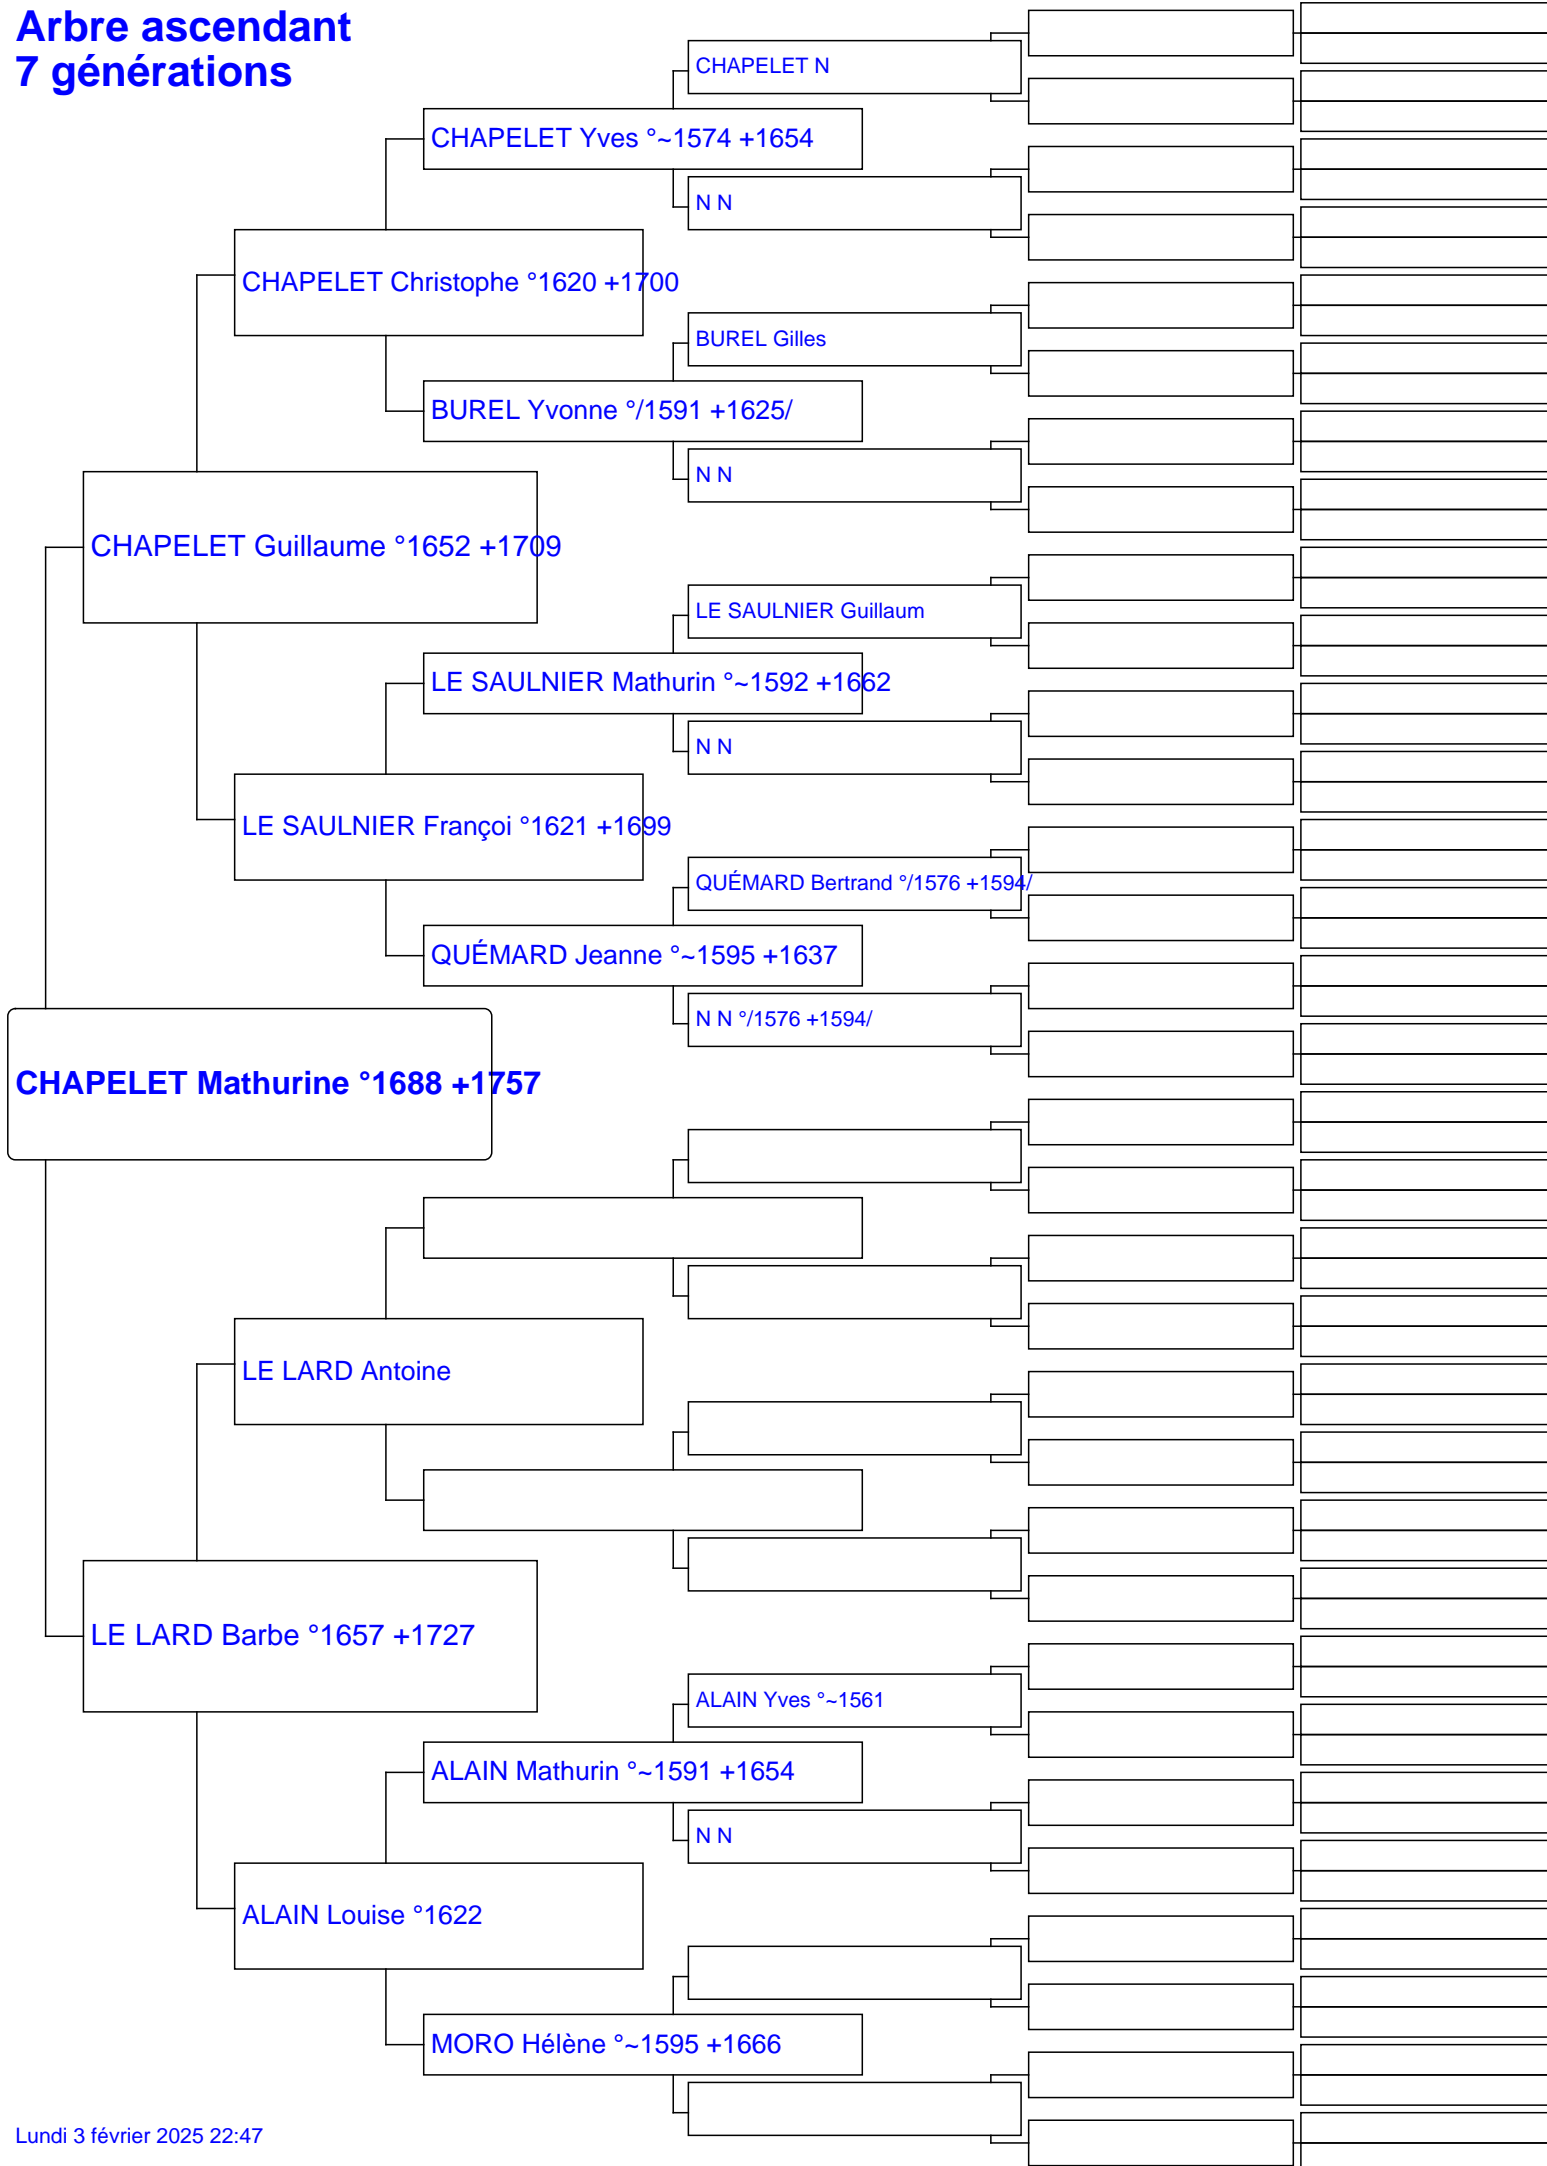 Arbre ascendant
7 générations
CHAPELET N
CHAPELET Yves °~1574 +1654
N N
CHAPELET Christophe °1620 +1700
BUREL Gilles
BUREL Yvonne °/1591 +1625/
N N
CHAPELET Guillaume °1652 +1709
LE SAULNIER Guillaum
LE SAULNIER Mathurin °~1592 +1662
N N
LE SAULNIER Françoi °1621 +1699
QUÉMARD Bertrand °/1576 +1594/
QUÉMARD Jeanne °~1595 +1637
N N °/1576 +1594/
CHAPELET Mathurine °1688 +1757
LE LARD Antoine
LE LARD Barbe °1657 +1727
ALAIN Yves °~1561
ALAIN Mathurin °~1591 +1654
N N
ALAIN Louise °1622
MORO Hélène °~1595 +1666
Lundi 3 février 2025 22:47